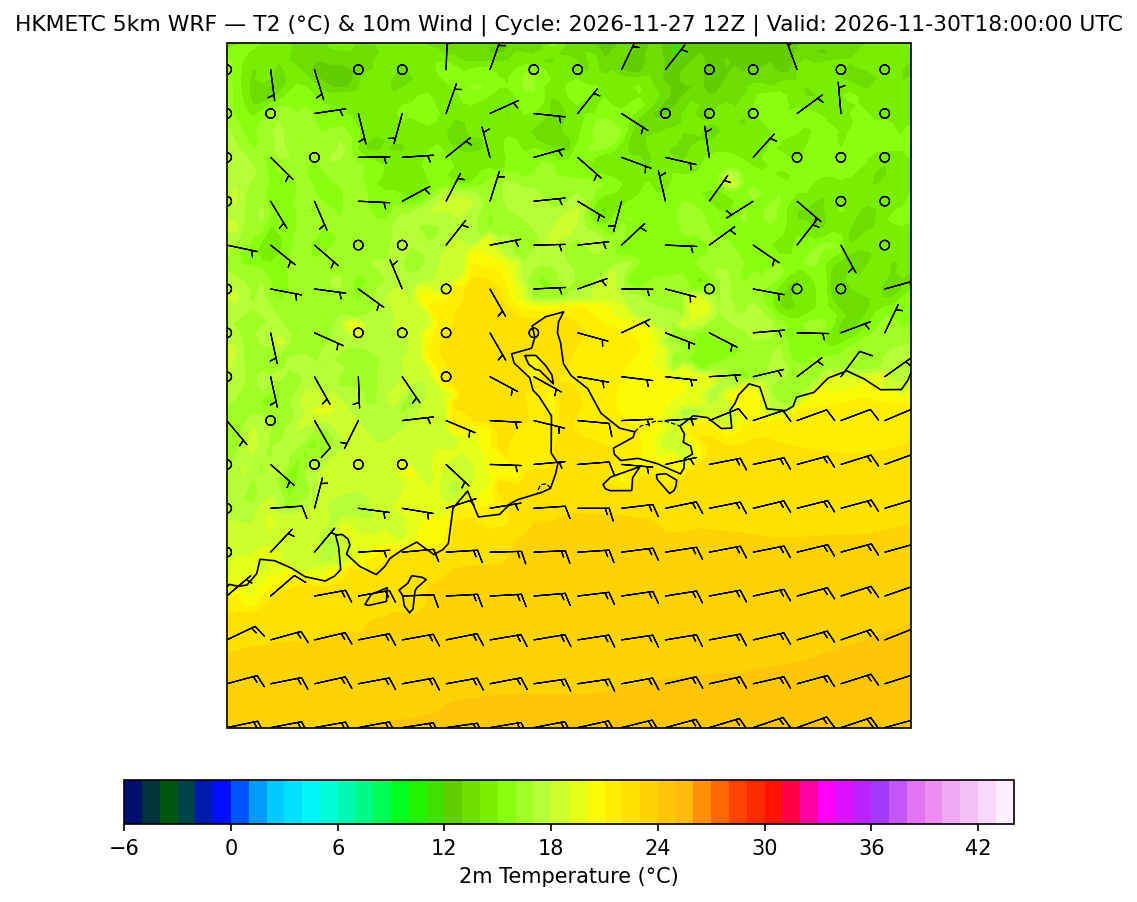 HKMETC 5km WRF — T2 (°C) & 10m Wind | Cycle: 2026-11-27 12Z | Valid: 2026-11-30T18:00:00 UTC
−6 0 6 12 18 24 30 36 42
2m Temperature (°C)